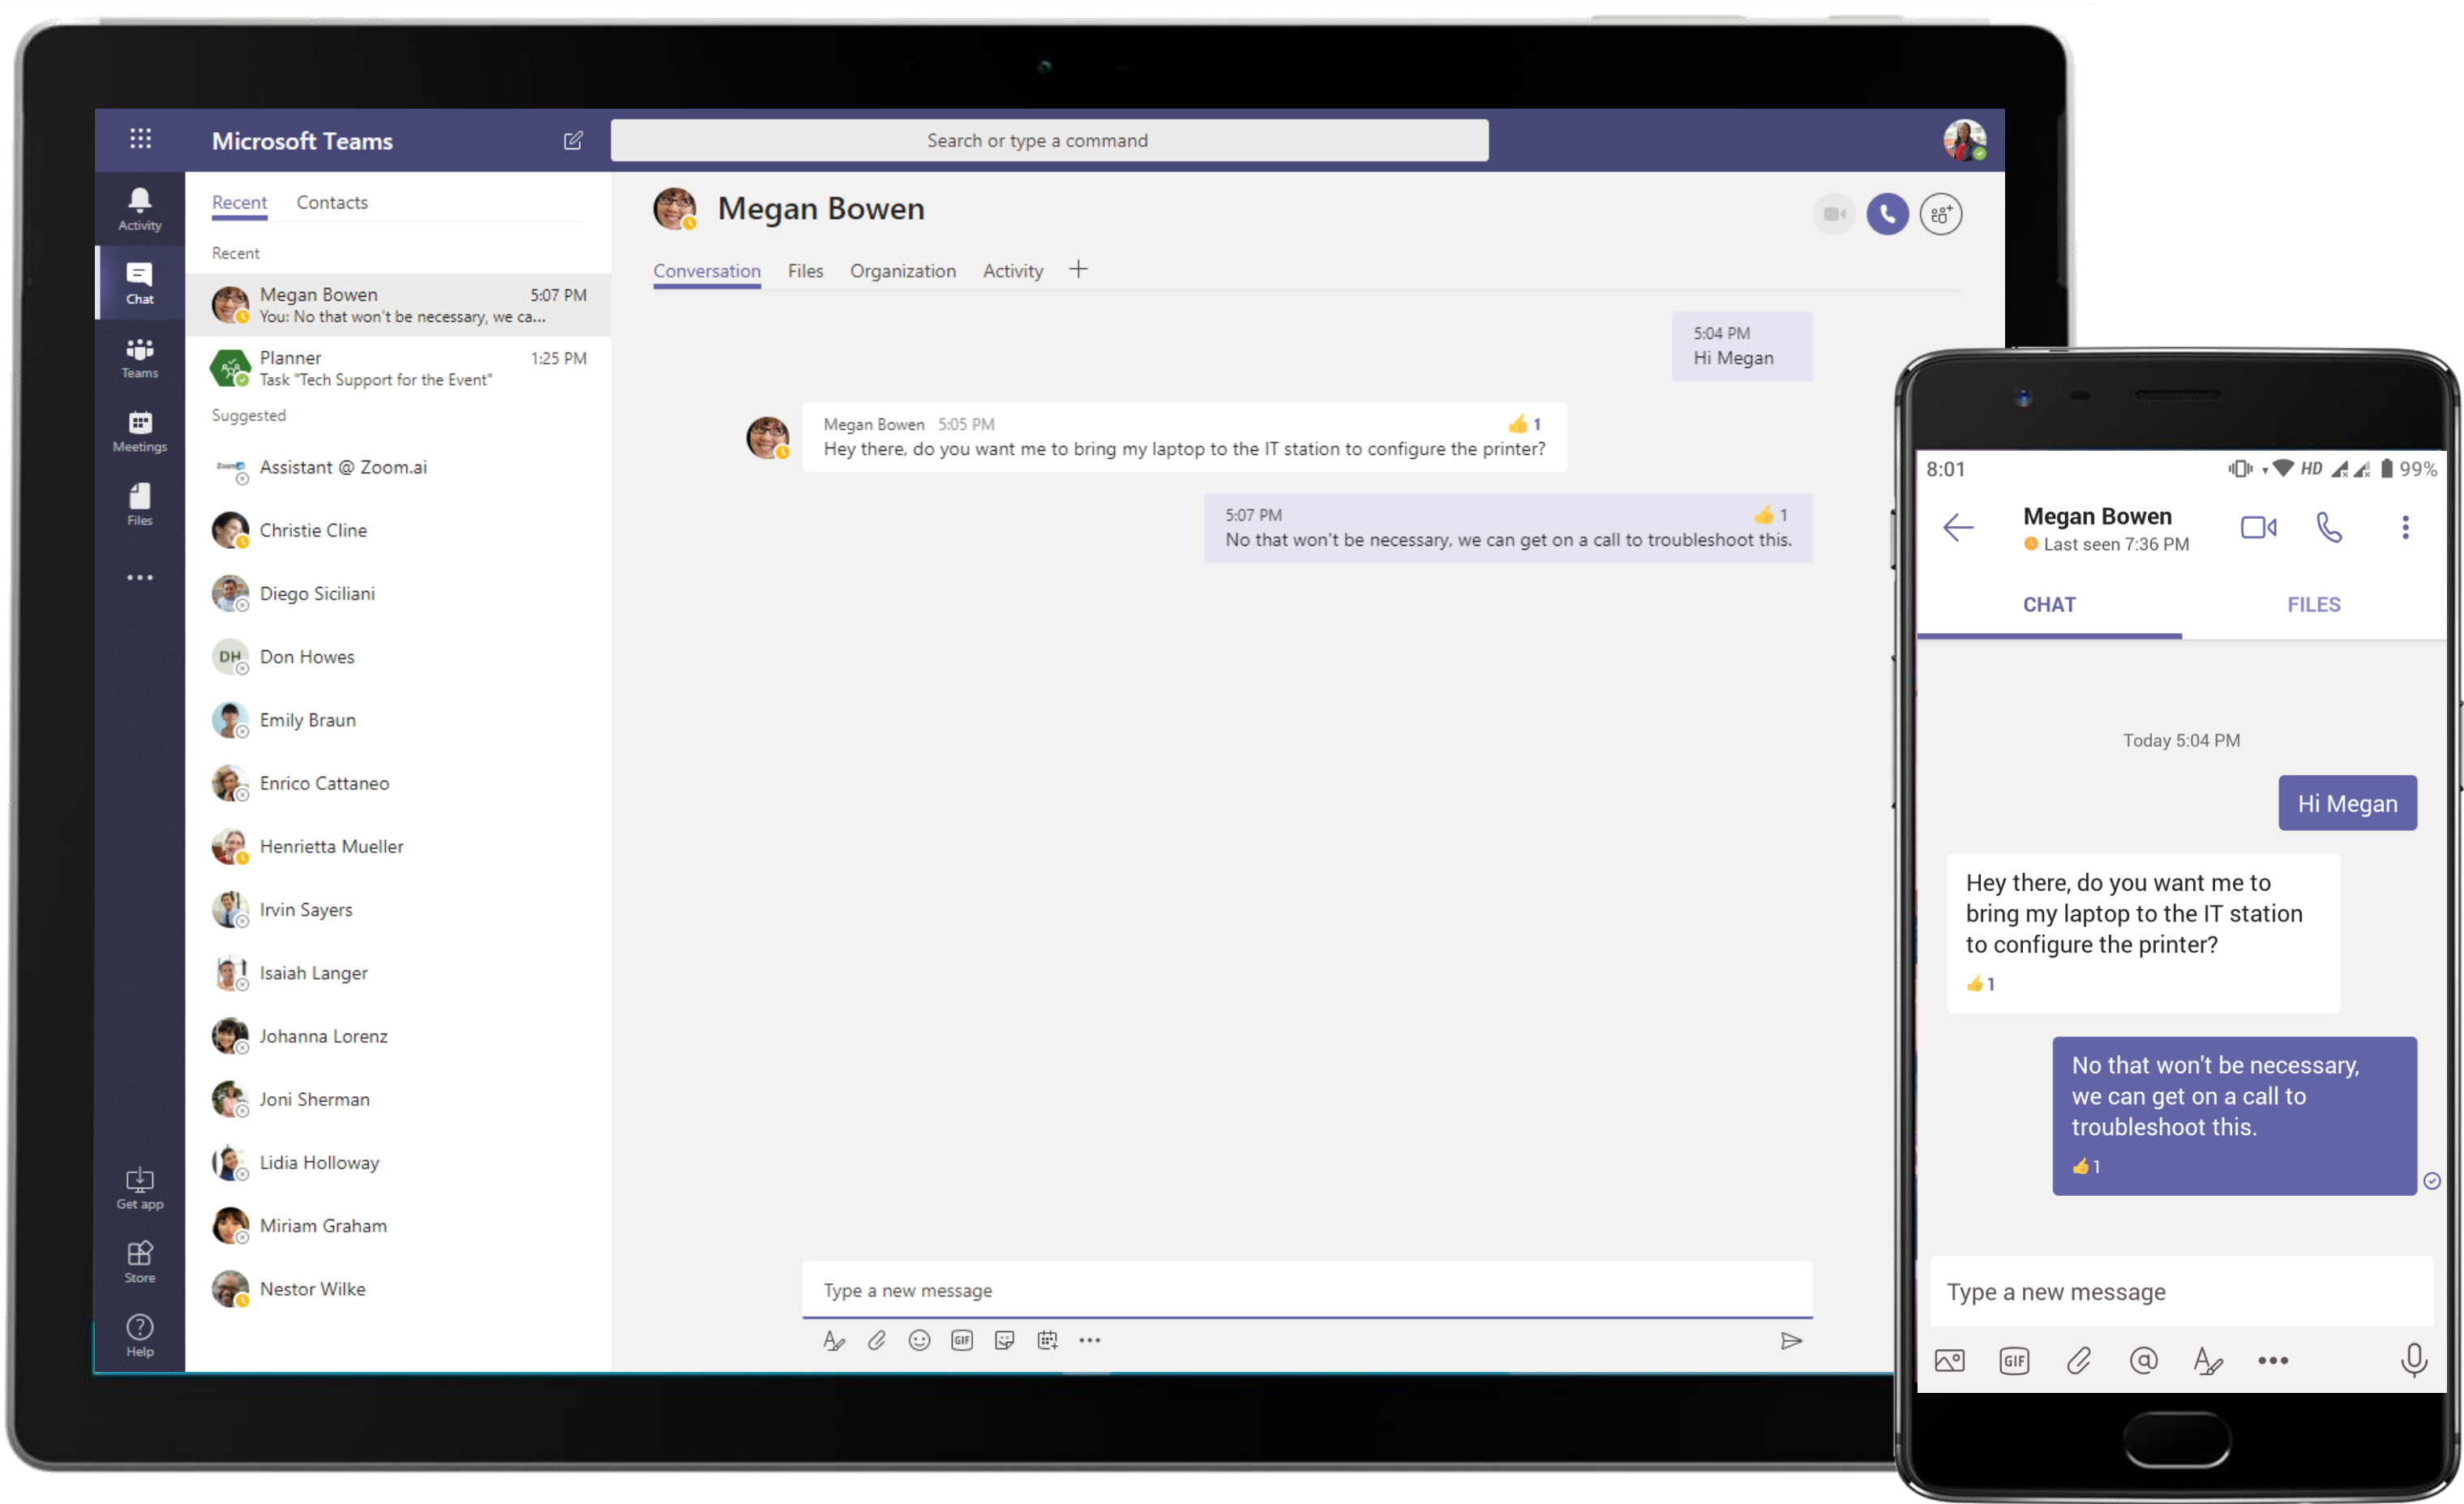 Microsoft Teams
Search or type a command
Activity
Chat
Teams
Meetings
Files
Get app
Store
Help
Recent Contacts
Recent
Megan Bowen 5:07 PM
You: No that won't be necessary, we ca...
Planner 1:25 PM
Task "Tech Support for the Event"
Suggested
Zoom.ai
Assistant @ Zoom.ai
Christie Cline
Diego Siciliani
DH
Don Howes
Emily Braun
Enrico Cattaneo
Henrietta Mueller
Irvin Sayers
Isaiah Langer
Johanna Lorenz
Joni Sherman
Lidia Holloway
Miriam Graham
Nestor Wilke
Megan Bowen
Conversation Files Organization Activity
5:04 PM
Hi Megan
Megan Bowen 5:05 PM 1
Hey there, do you want me to bring my laptop to the IT station to configure the printer?
5:07 PM 1
No that won't be necessary, we can get on a call to troubleshoot this.
Type a new message
GIF
8:01 HD 99%
Megan Bowen
Last seen 7:36 PM
CHAT FILES
Today 5:04 PM
Hi Megan
Hey there, do you want me to
bring my laptop to the IT station
to configure the printer?
1
No that won't be necessary,
we can get on a call to
troubleshoot this.
1
Type a new message
GIF